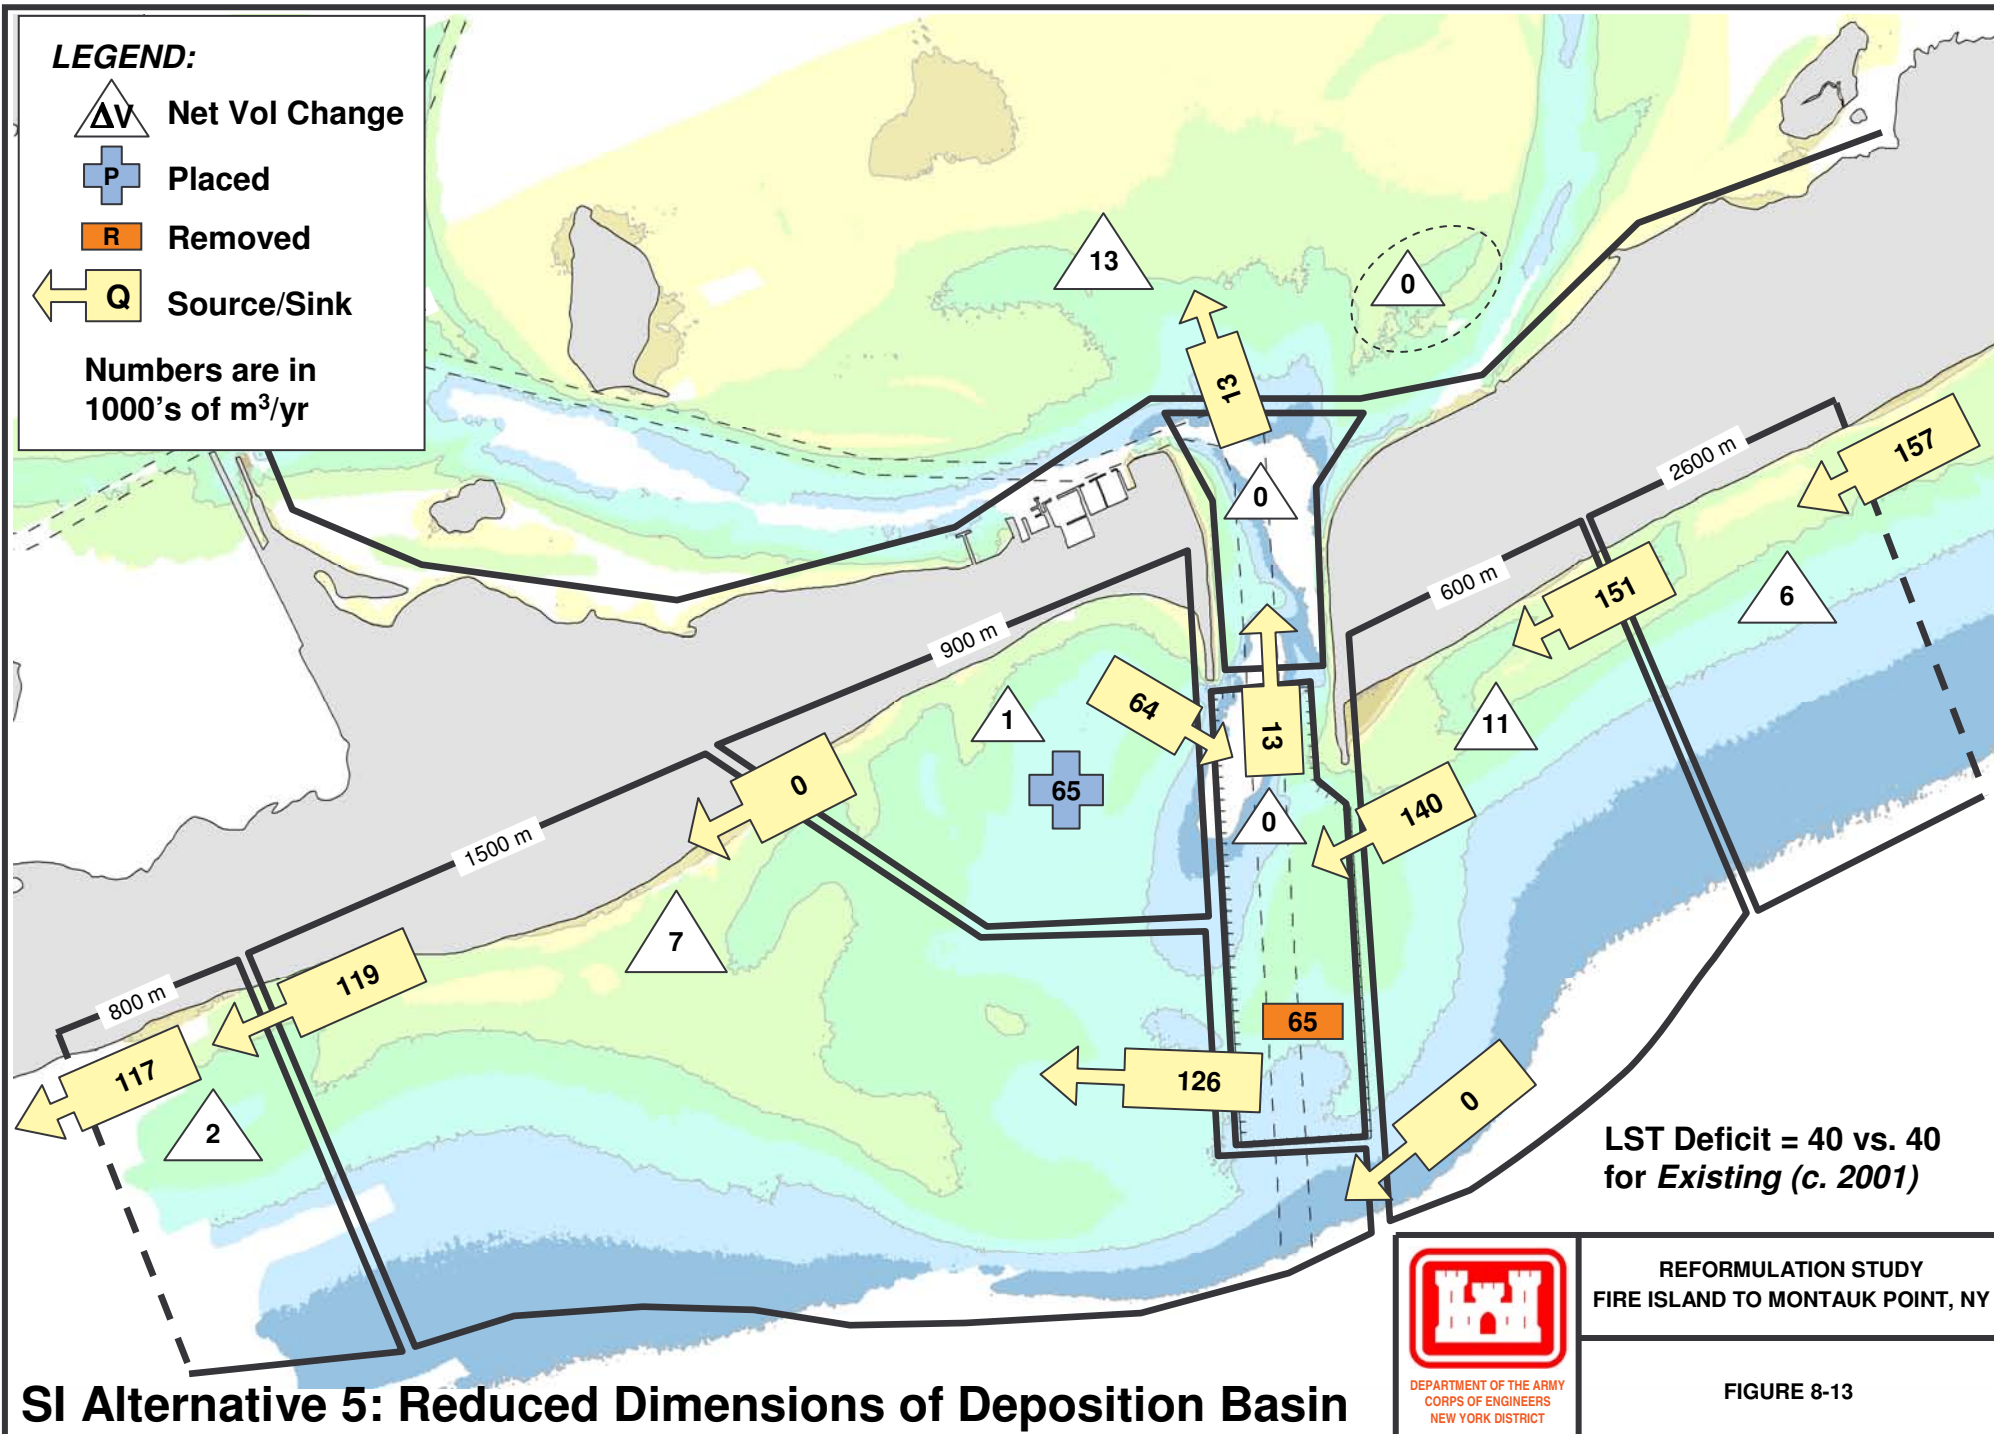 LEGEND:
ΔV Net Vol Change
P Placed
R Removed
Q Source/Sink
Numbers are in
1000's of m³/yr
13
0
13
157
2600 m
0
151
600 m
6
900 m
64
1
13
11
65
0
0
140
1500 m
7
119
800 m
65
117
126
0
2
LST Deficit = 40 vs. 40
for Existing (c. 2001)
REFORMULATION STUDY
FIRE ISLAND TO MONTAUK POINT, NY
DEPARTMENT OF THE ARMY
CORPS OF ENGINEERS
NEW YORK DISTRICT
FIGURE 8-13
SI Alternative 5: Reduced Dimensions of Deposition Basin